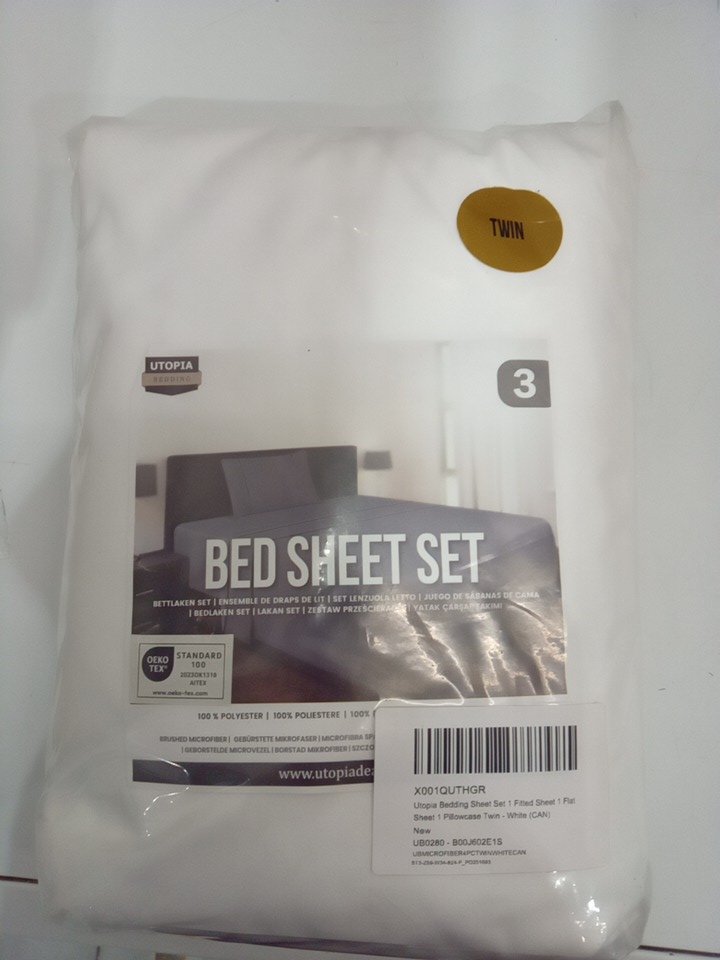 TWIN
UTOPIA
BEDDING
3
BED SHEET SET
BETTLAKEN SET | ENSEMBLE DE DRAPS DE LIT | SET LENZUOLA LETTO | JUEGO DE SÁBANAS DE CAMA
| BEDLAKEN SET | LAKAN SET | ZESTAW PRZEŚCIERADEŁ | YATAK ÇARŞAF TAKIMI
OEKO
TEX®
STANDARD
100
2023OK1318
AITEX
www.oeko-tex.com
100 % POLYESTER | 100% POLIESTERE | 100%
BRUSHED MICROFIBER | GEBÜRSTETE MIKROFASER | MICROFIBRA
| GEBORSTELDE MICROVEZEL | BORSTAD MIKROFIBER |
www.utopiadea
X001QUTHGR
Utopia Bedding Sheet Set 1 Fitted Sheet 1 Flat
Sheet 1 Pillowcase Twin - White (CAN)
New
UB0280 - B00J602E1S
UBMICROFIBER4PCTWINWHITECAN